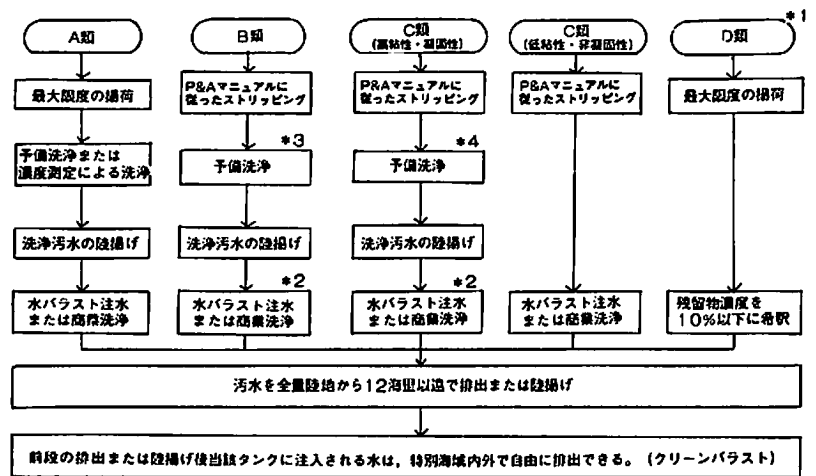 *1
A類
B類
C類
(高粘性・凝固性)
C類
(低粘性・非凝固性)
D類
最大限度の揚荷
P&Aマニュアルに
従ったストリッピング
P&Aマニュアルに
従ったストリッピング
P&Aマニュアルに
従ったストリッピング
最大限度の揚荷
予備洗浄または
濃度測定による洗浄
*3
予備洗浄
*4
予備洗浄
洗浄汚水の陸揚げ
洗浄汚水の陸揚げ
洗浄汚水の陸揚げ
水バラスト注水
または商業洗浄
*2
水バラスト注水
または商業洗浄
*2
水バラスト注水
または商業洗浄
水バラスト注水
または商業洗浄
残留物濃度を
10%以下に希釈
汚水を全量陸地から12海里以遠で排出または陸揚げ
前段の排出または陸揚げ後当該タンクに注入される水は，特別海域内外で自由に排出できる。（クリーンバラスト）